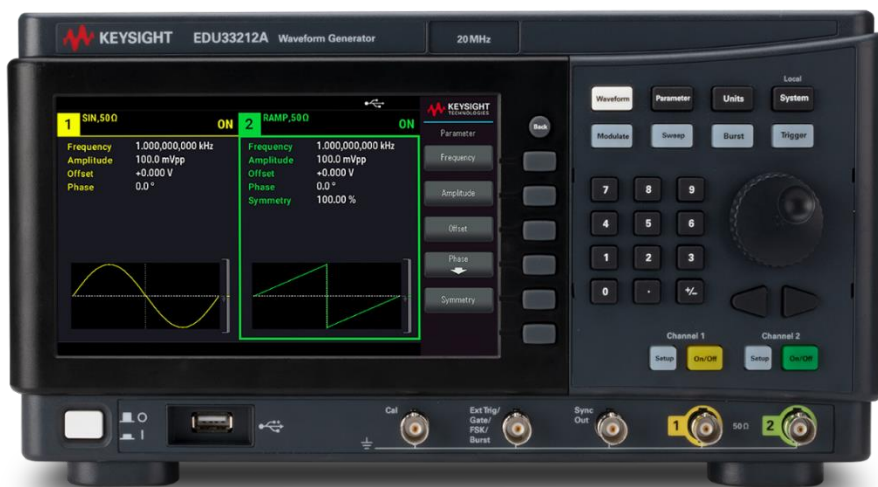 KEYSIGHT EDU33212A Waveform Generator 20 MHz
1 SIN,50Ω ON
Frequency 1.000,000,000 kHz
Amplitude 100.0 mVpp
Offset +0.000 V
Phase 0.0 °
2 RAMP,50Ω ON
Frequency 1.000,000,000 kHz
Amplitude 100.0 mVpp
Offset +0.000 V
Phase 0.0 °
Symmetry 100.00 %
KEYSIGHT
TECHNOLOGIES
Parameter
Frequency
Amplitude
Offset
Phase
Symmetry
Back
Local
Waveform Parameter Units System
Modulate Sweep Burst Trigger
7 8 9
4 5 6
1 2 3
0 . +/-
Channel 1 Channel 2
Setup On/Off Setup On/Off
O
I
Cal
Ext Trig/
Gate/
FSK/
Burst
Sync
Out
1 50 Ω 2